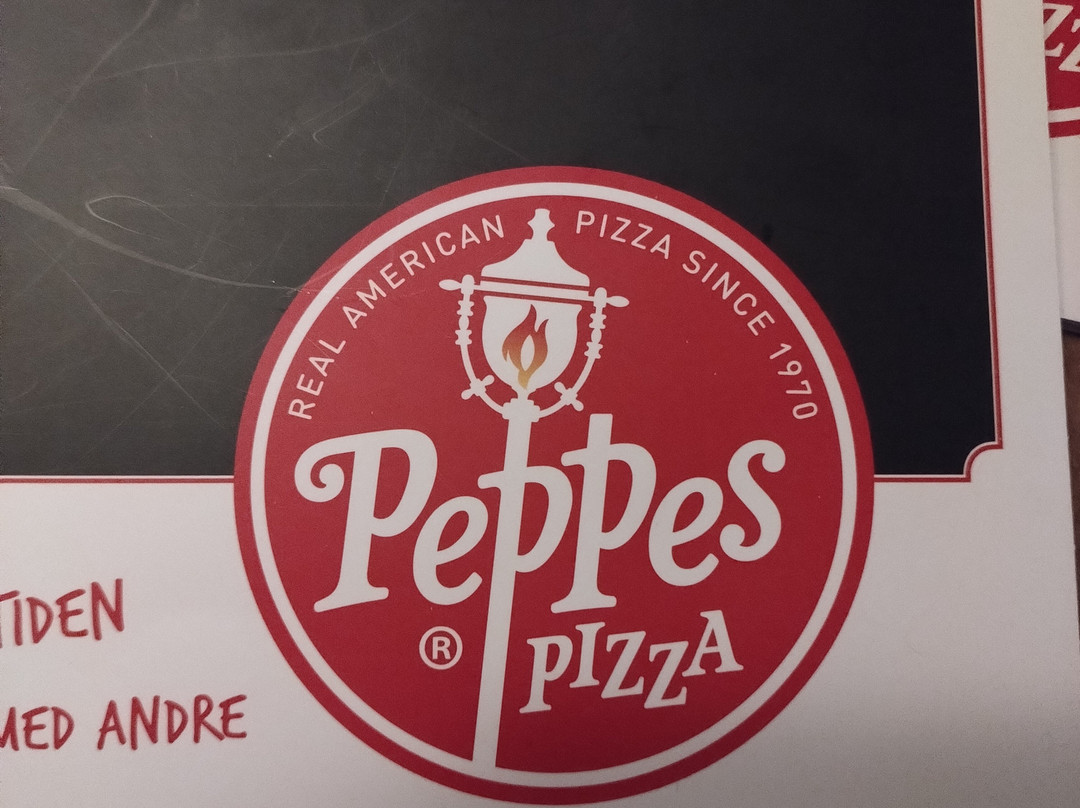 REAL AMERICAN PIZZA SINCE 1970
Peppes
® PIZZA
TIDEN
MED ANDRE